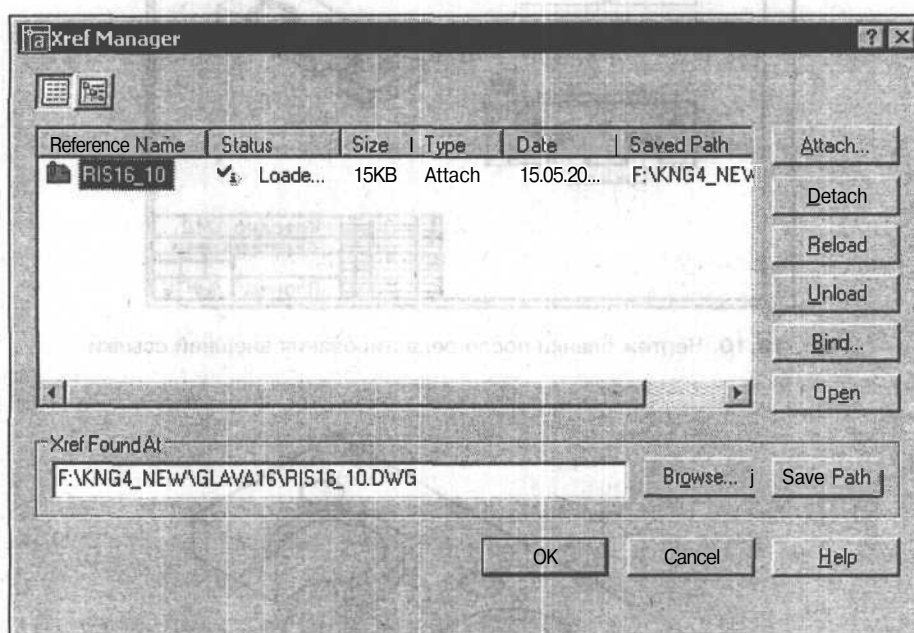 Xref Manager
Reference Name Status Size Type Date Saved Path
RIS16_10 Loade... 15KB Attach 15.05.20... F:\KNG4_NEW
Attach...
Detach
Reload
Unload
Bind...
Open
Xref Found At
F:\KNG4_NEW\GLAVA16\RIS16_10.DWG
Browse... Save Path
OK Cancel Help